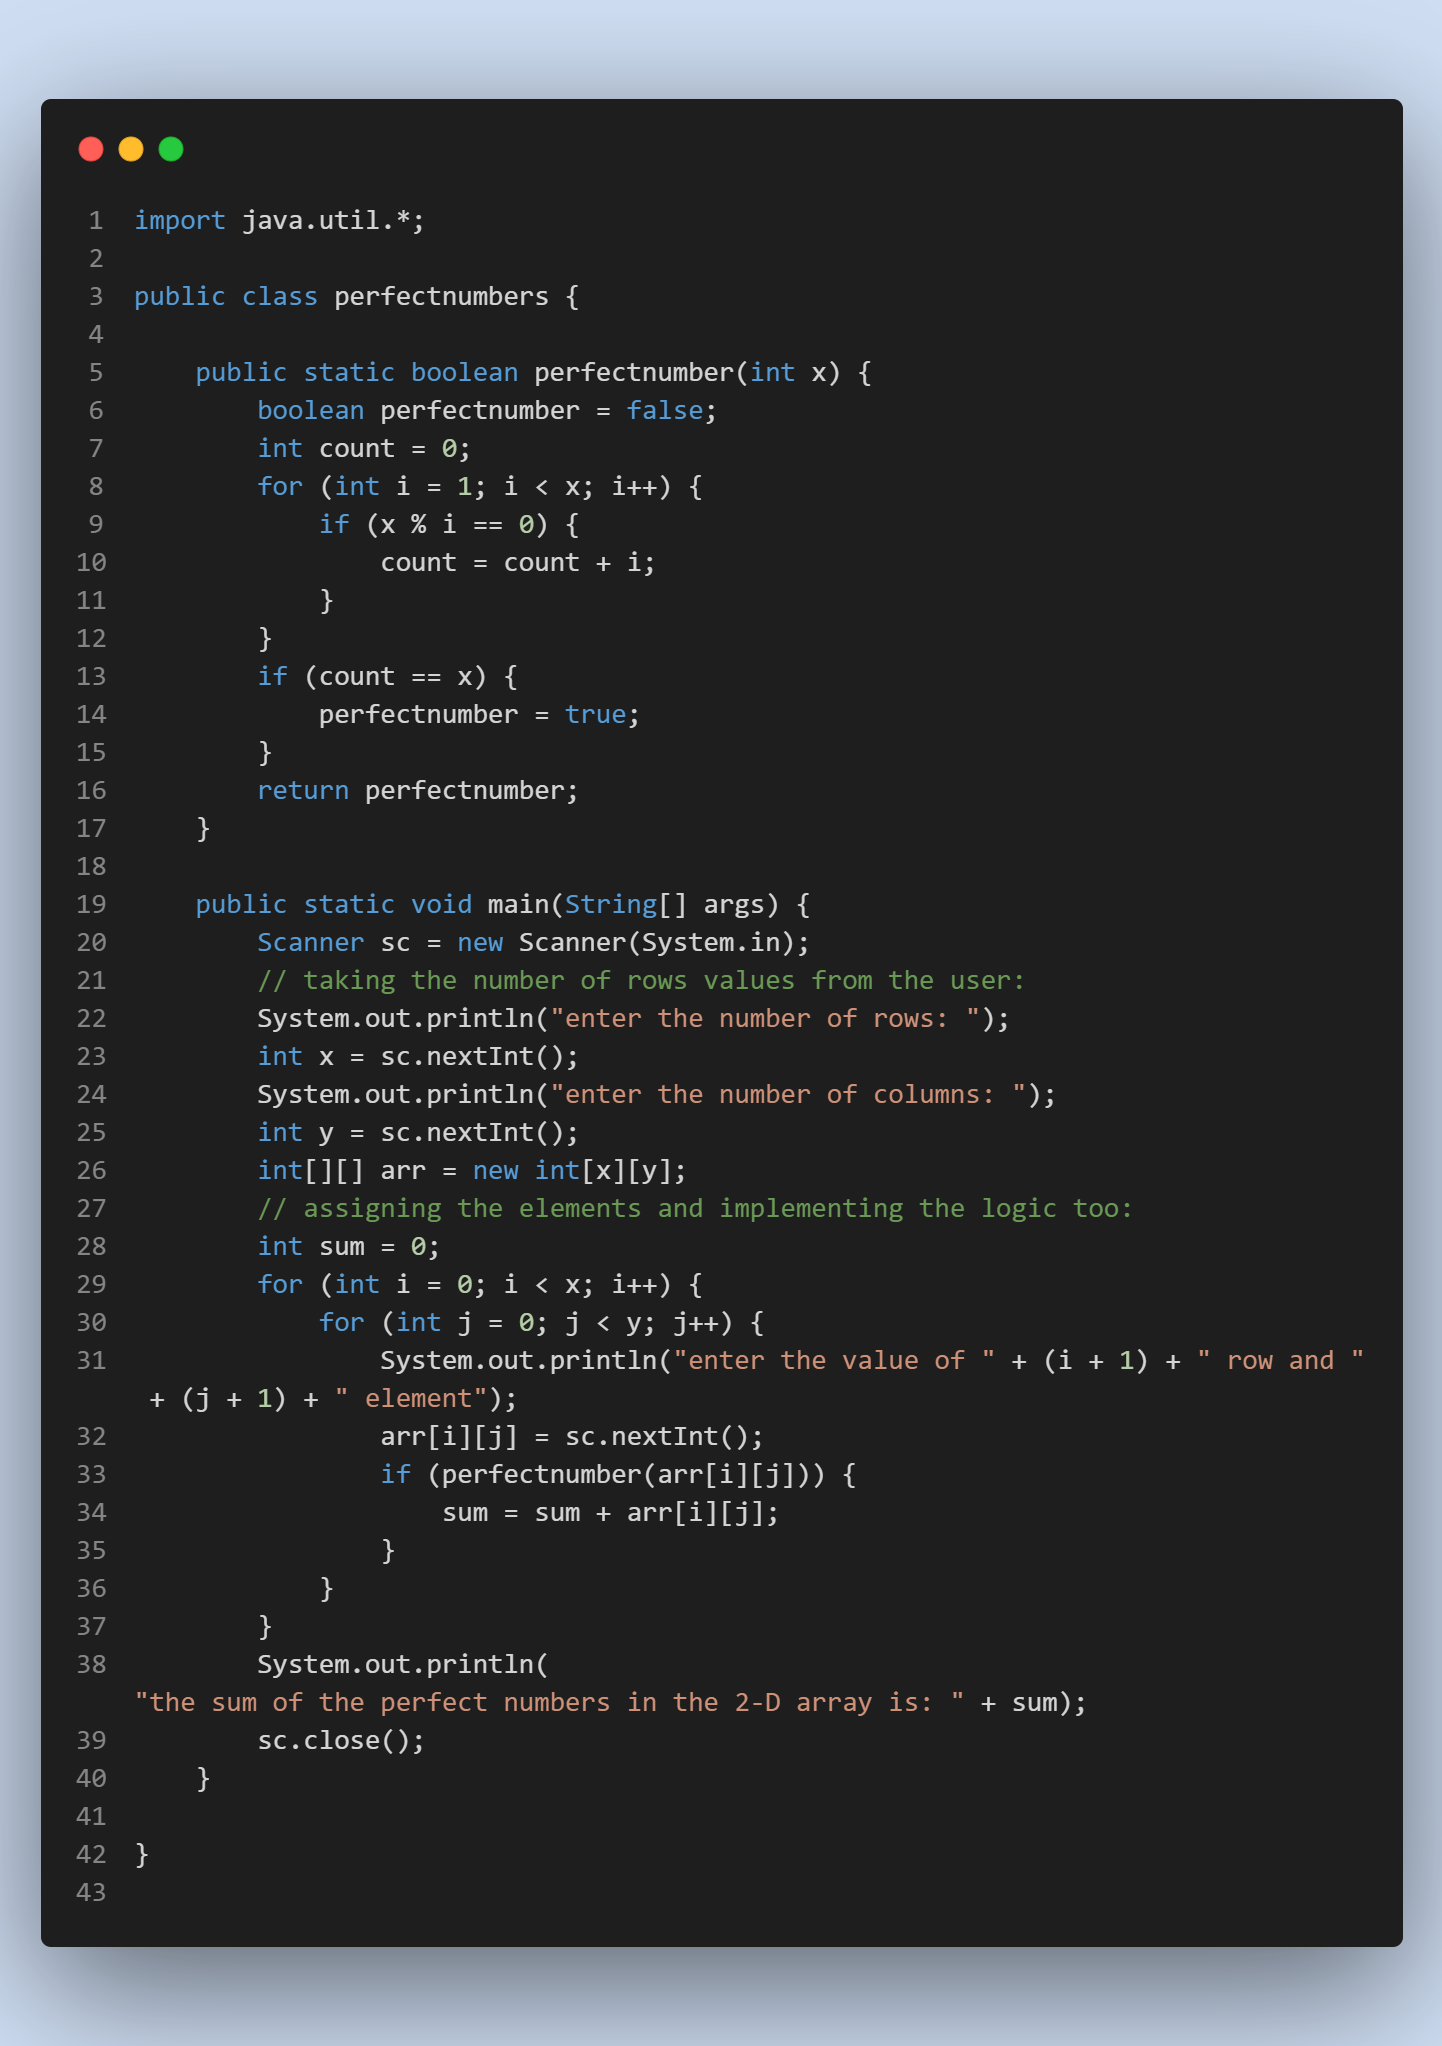 1 import java.util.*;
2
3 public class perfectnumbers {
4
5     public static boolean perfectnumber(int x) {
6         boolean perfectnumber = false;
7         int count = 0;
8         for (int i = 1; i < x; i++) {
9             if (x % i == 0) {
10                 count = count + i;
11             }
12         }
13         if (count == x) {
14             perfectnumber = true;
15         }
16         return perfectnumber;
17     }
18
19     public static void main(String[] args) {
20         Scanner sc = new Scanner(System.in);
21         // taking the number of rows values from the user:
22         System.out.println("enter the number of rows: ");
23         int x = sc.nextInt();
24         System.out.println("enter the number of columns: ");
25         int y = sc.nextInt();
26         int[][] arr = new int[x][y];
27         // assigning the elements and implementing the logic too:
28         int sum = 0;
29         for (int i = 0; i < x; i++) {
30             for (int j = 0; j < y; j++) {
31                 System.out.println("enter the value of " + (i + 1) + " row and "
 + (j + 1) + " element");
32                 arr[i][j] = sc.nextInt();
33                 if (perfectnumber(arr[i][j])) {
34                     sum = sum + arr[i][j];
35                 }
36             }
37         }
38         System.out.println(
"the sum of the perfect numbers in the 2-D array is: " + sum);
39         sc.close();
40     }
41
42 }
43